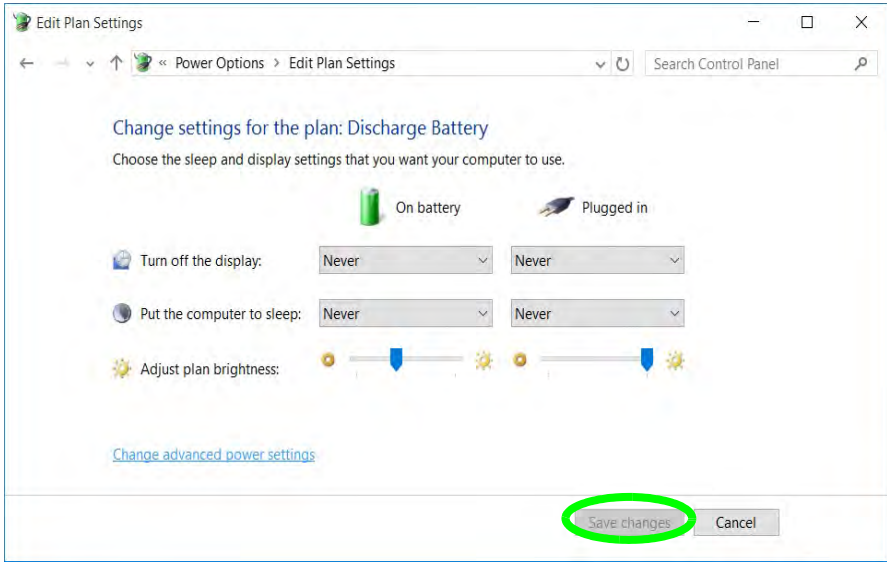 Edit Plan Settings
« Power Options > Edit Plan Settings
Search Control Panel
Change settings for the plan: Discharge Battery
Choose the sleep and display settings that you want your computer to use.
On battery Plugged in
Turn off the display: Never Never
Put the computer to sleep: Never Never
Adjust plan brightness:
Change advanced power settings
Save changes Cancel